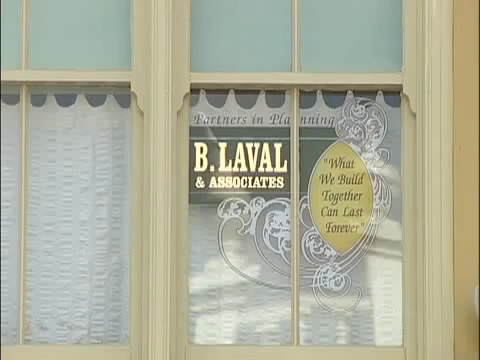 Partners in Planning
B. LAVAL
& ASSOCIATES
"What
We Build
Together
Can Last
Forever"